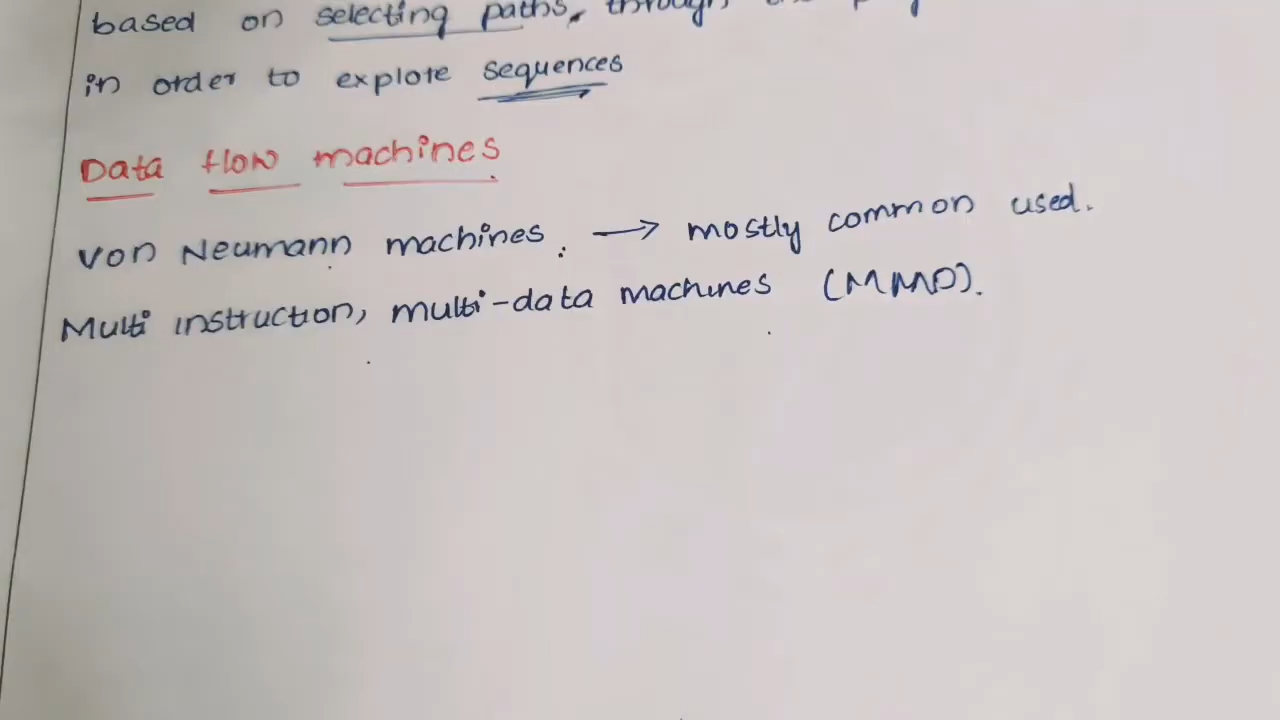 based on selecting paths, through
in order to explote sequences
Data flow machines
Von Neumann machines. → mostly common used.
Multi instruction, multi-data machines (MMD).